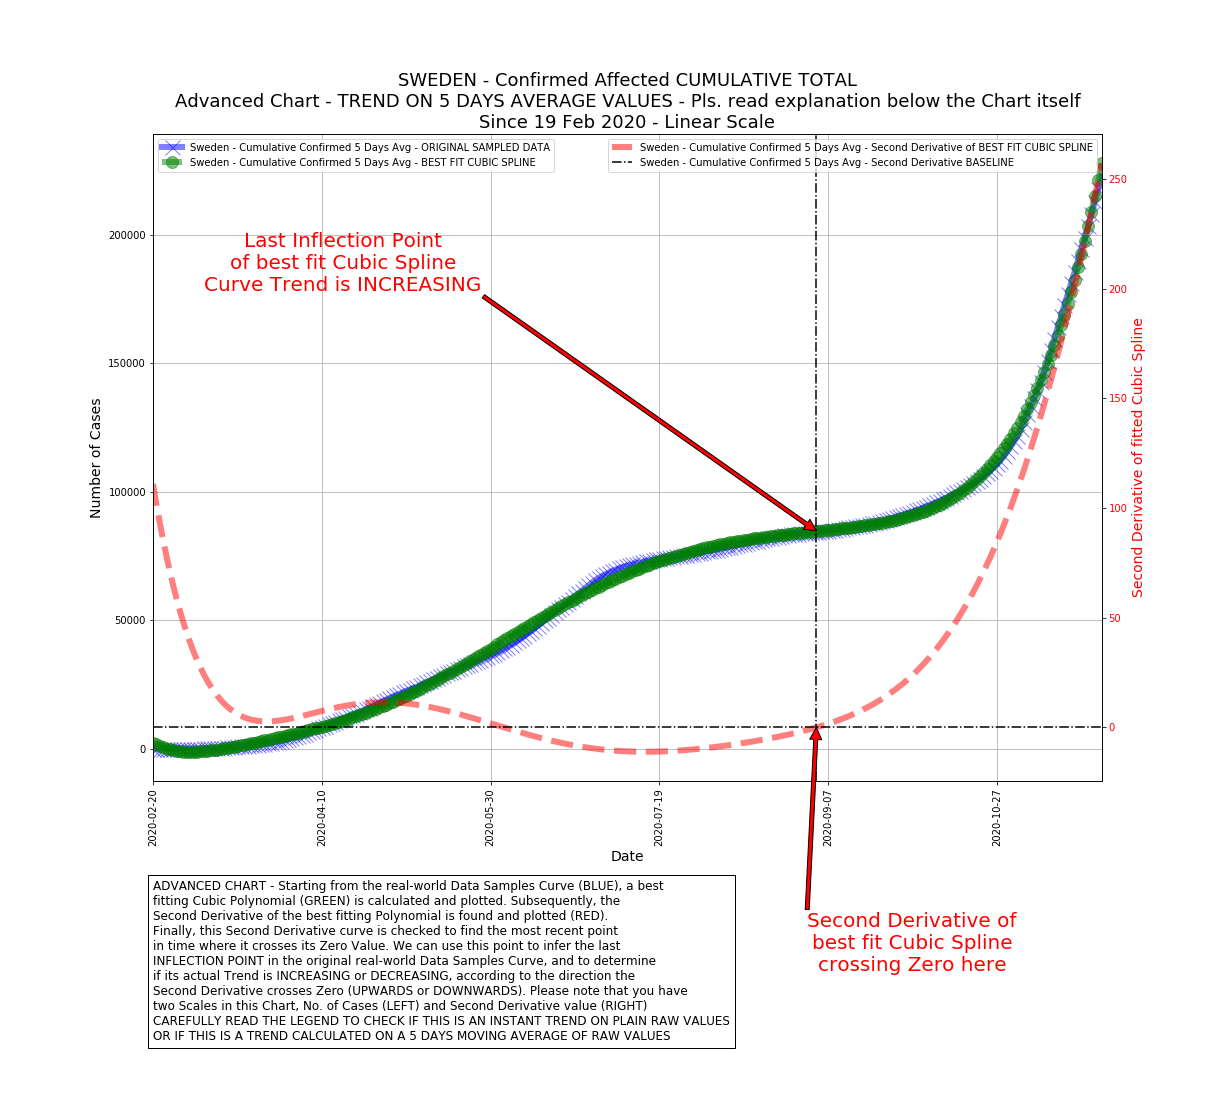 SWEDEN - Confirmed Affected CUMULATIVE TOTAL
Advanced Chart - TREND ON 5 DAYS AVERAGE VALUES - Pls. read explanation below the Chart itself
Since 19 Feb 2020 - Linear Scale
Sweden - Cumulative Confirmed 5 Days Avg - ORIGINAL SAMPLED DATA
Sweden - Cumulative Confirmed 5 Days Avg - BEST FIT CUBIC SPLINE
Sweden - Cumulative Confirmed 5 Days Avg - Second Derivative of BEST FIT CUBIC SPLINE
Sweden - Cumulative Confirmed 5 Days Avg - Second Derivative BASELINE
Last Inflection Point
of best fit Cubic Spline
Curve Trend is INCREASING
Number of Cases
200000
150000
100000
50000
0
250
200
150
100
50
0
Second Derivative of fitted Cubic Spline
2020-02-20
2020-04-10
2020-05-30
2020-07-19
2020-09-07
2020-10-27
Date
Second Derivative of
best fit Cubic Spline
crossing Zero here
ADVANCED CHART - Starting from the real-world Data Samples Curve (BLUE), a best
fitting Cubic Polynomial (GREEN) is calculated and plotted. Subsequently, the
Second Derivative of the best fitting Polynomial is found and plotted (RED).
Finally, this Second Derivative curve is checked to find the most recent point
in time where it crosses its Zero Value. We can use this point to infer the last
INFLECTION POINT in the original real-world Data Samples Curve, and to determine
if its actual Trend is INCREASING or DECREASING, according to the direction the
Second Derivative crosses Zero (UPWARDS or DOWNWARDS). Please note that you have
two Scales in this Chart, No. of Cases (LEFT) and Second Derivative value (RIGHT)
CAREFULLY READ THE LEGEND TO CHECK IF THIS IS AN INSTANT TREND ON PLAIN RAW VALUES
OR IF THIS IS A TREND CALCULATED ON A 5 DAYS MOVING AVERAGE OF RAW VALUES